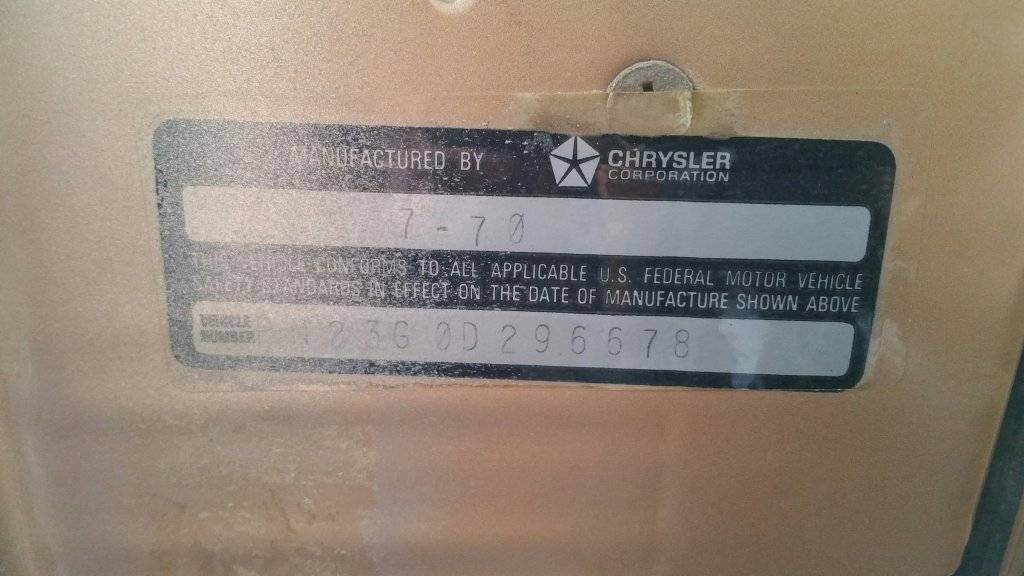 MANUFACTURED BY CHRYSLER CORPORATION
7-70
THIS VEHICLE CONFORMS TO ALL APPLICABLE U.S. FEDERAL MOTOR VEHICLE
SAFETY STANDARDS IN EFFECT ON THE DATE OF MANUFACTURE SHOWN ABOVE
VEHICLE
NUMBER
23G0D296678